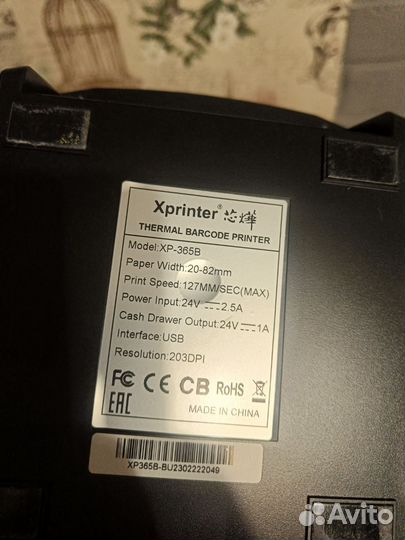 Xprinter® 芯烨
THERMAL BARCODE PRINTER
Model:XP-365B
Paper Width:20-82mm
Print Speed:127MM/SEC(MAX)
Power Input:24V⎓2.5A
Cash Drawer Output:24V⎓1A
Interface:USB
Resolution:203DPI
FC CE CB RoHS
EAC
MADE IN CHINA
XP365B-BU2302222049
Avito